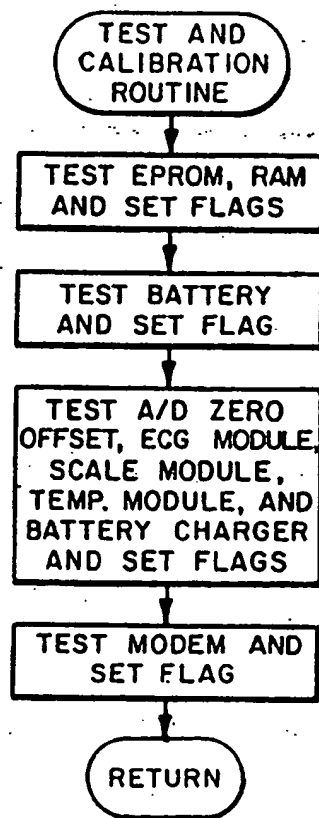 TEST AND
CALIBRATION
ROUTINE
TEST EPROM, RAM
AND SET FLAGS
TEST BATTERY
AND SET FLAG
TEST A/D ZERO
OFFSET, ECG MODULE,
SCALE MODULE,
TEMP. MODULE, AND
BATTERY CHARGER
AND SET FLAGS
TEST MODEM AND
SET FLAG
RETURN